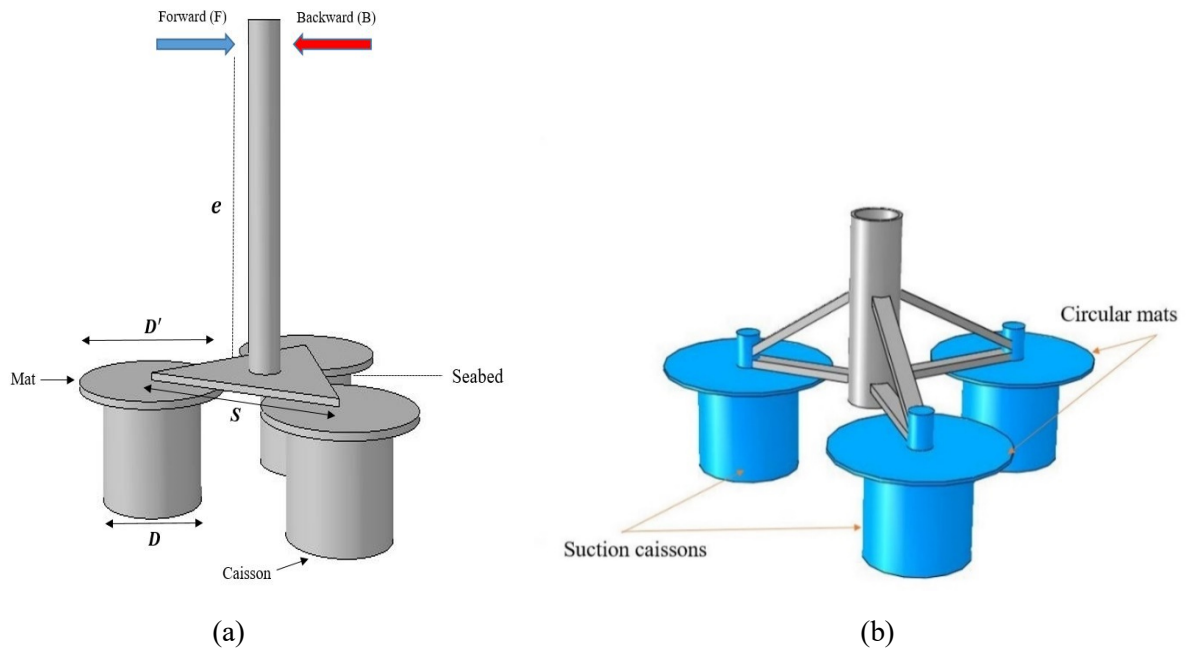 Forward (F)
Backward (B)
e
D'
Mat
Seabed
S
D
Caisson
(a)
Circular mats
Suction caissons
(b)